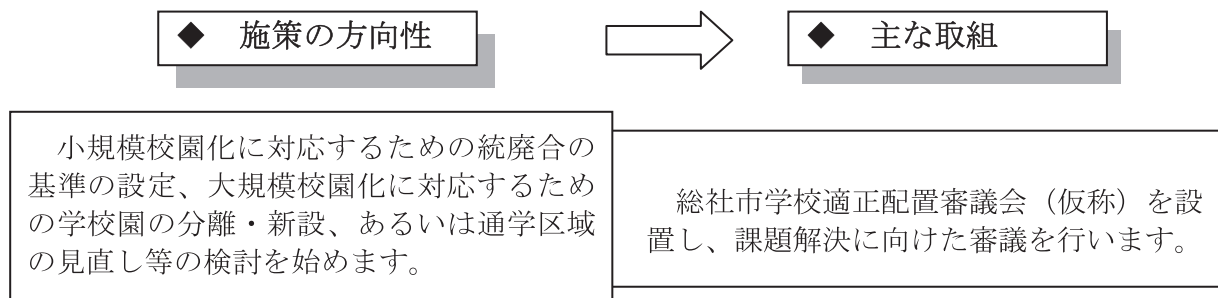 ◆ 施策の方向性
◆ 主な取組
小規模校園化に対応するための統廃合の
基準の設定、大規模校園化に対応するため
の学校園の分離・新設、あるいは通学区域
の見直し等の検討を始めます。
総社市学校適正配置審議会（仮称）を設
置し、課題解決に向けた審議を行います。